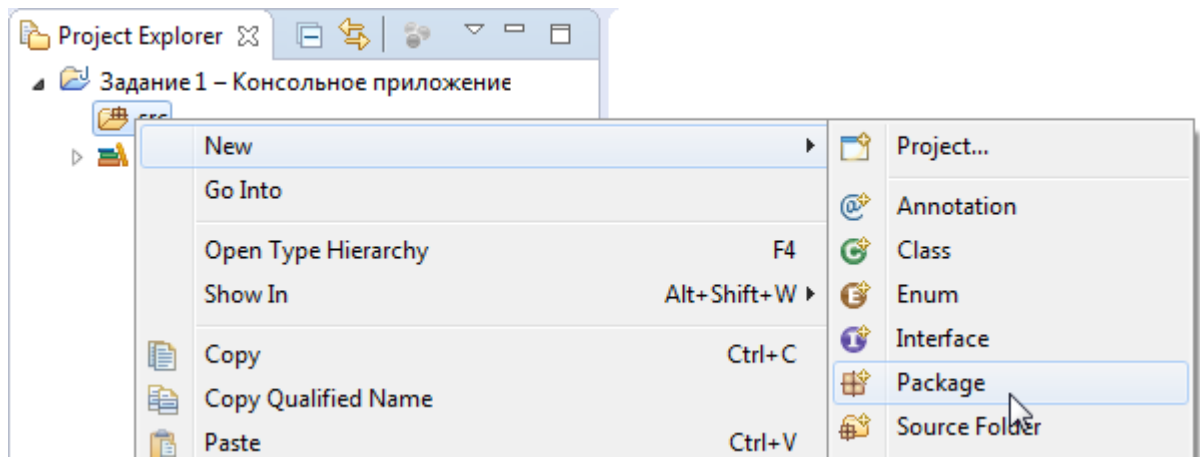 Project Explorer
Задание 1 – Консольное приложение
src
New
Go Into
Open Type Hierarchy F4
Show In Alt+Shift+W
Copy Ctrl+C
Copy Qualified Name
Paste Ctrl+V
Project...
Annotation
Class
Enum
Interface
Package
Source Folder